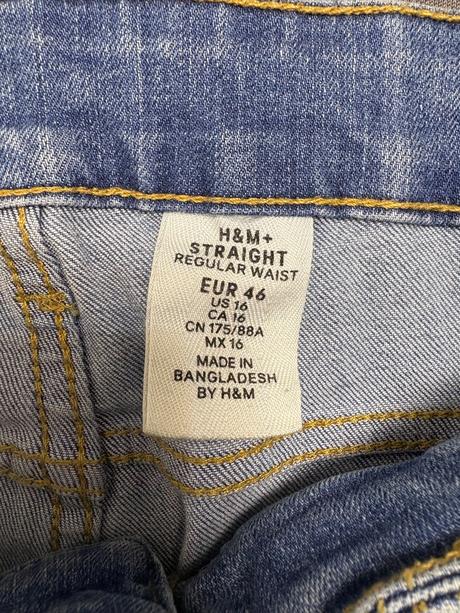 H&M+
STRAIGHT
REGULAR WAIST
EUR 46
US 16
CA 16
CN 175/88A
MX 16
MADE IN
BANGLADESH
BY H&M